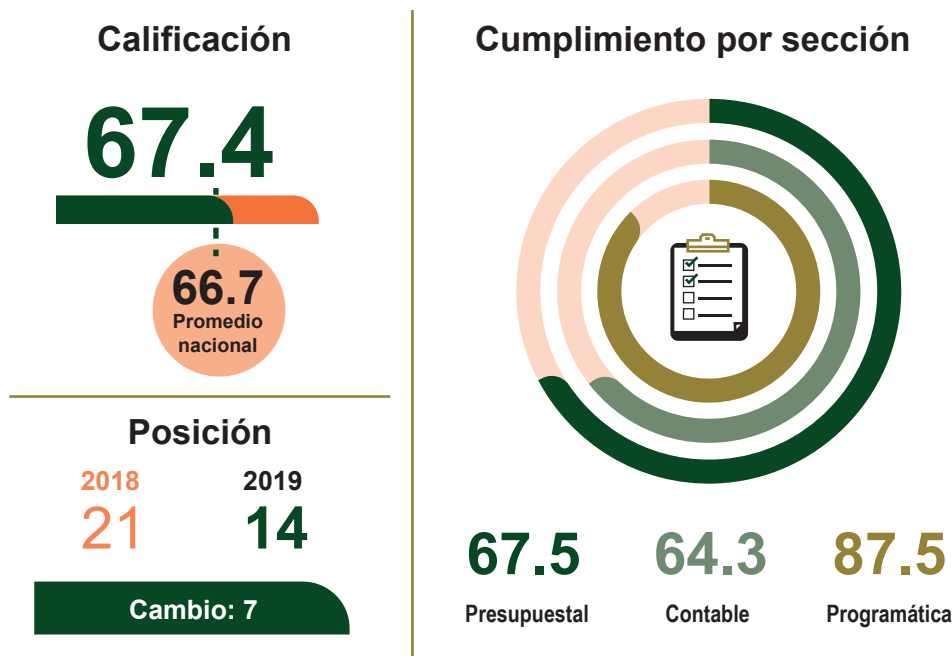 Calificación
67.4
66.7
Promedio
nacional
Posición
2018 2019
21 14
Cambio: 7
Cumplimiento por sección
67.5 64.3 87.5
Presupuestal Contable Programática